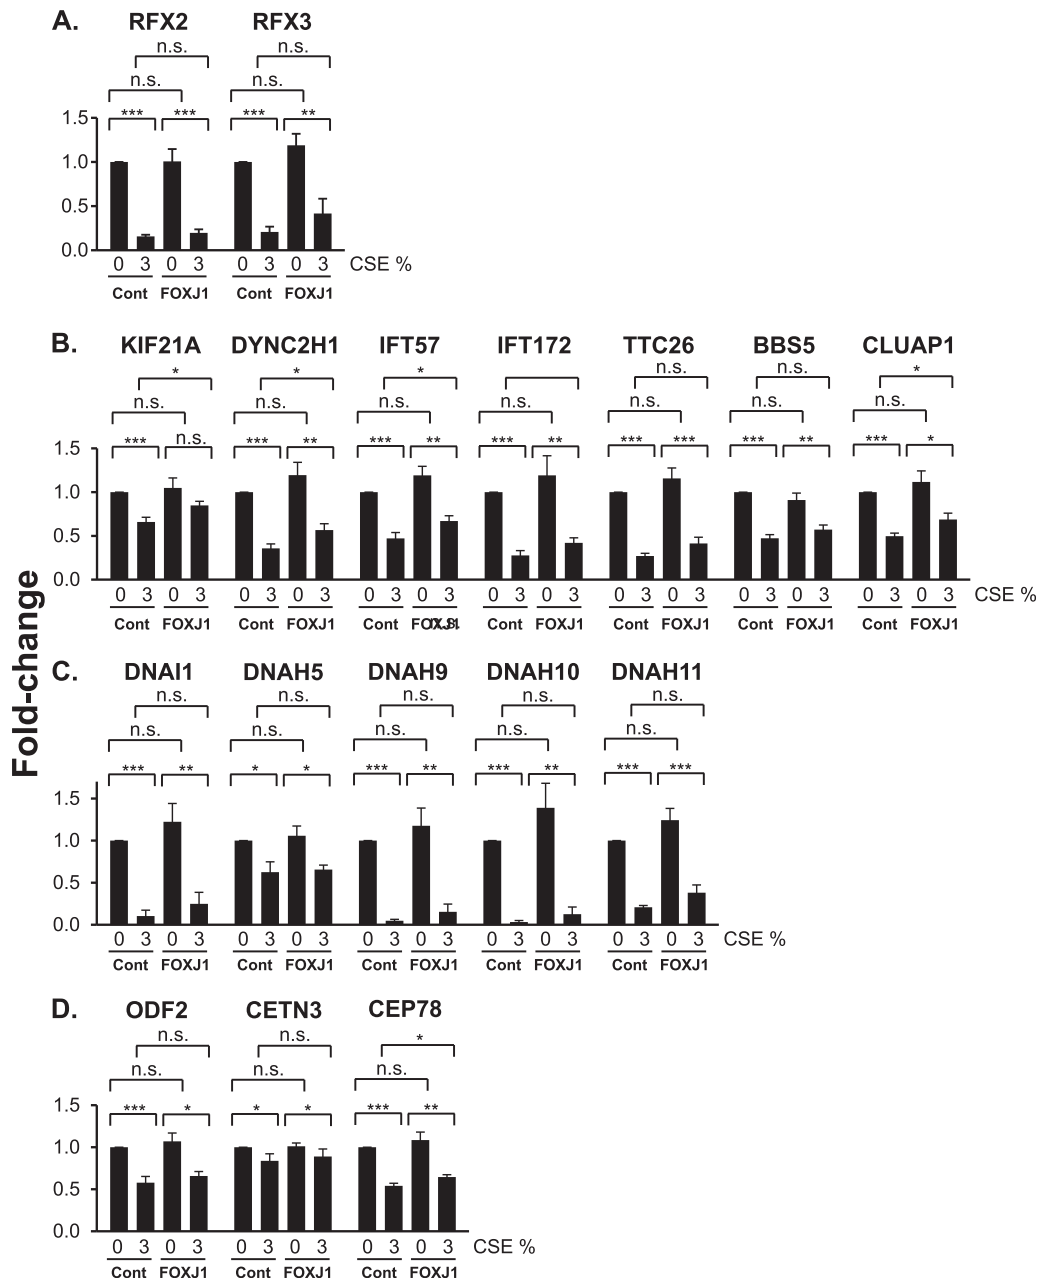 A. RFX2 RFX3
n.s. n.s.
n.s. n.s.
*** *** *** **
1.5
1.0
0.5
0.0
0 3 0 3 0 3 0 3 CSE %
Cont FOXJ1 Cont FOXJ1
Fold-change
B. KIF21A DYNC2H1 IFT57 IFT172 TTC26 BBS5 CLUAP1
* * * n.s. n.s. *
n.s. n.s. n.s. n.s. n.s. n.s. n.s.
*** n.s. *** ** *** ** *** ** *** *** *** ** *** *
1.5
1.0
0.5
0.0
0 3 0 3 0 3 0 3 0 3 0 3 0 3 0 3 0 3 0 3 0 3 0 3 0 3 0 3 CSE %
Cont FOXJ1 Cont FOXJ1 Cont FOXJ1 Cont FOXJ1 Cont FOXJ1 Cont FOXJ1 Cont FOXJ1
n.s.
C. DNAI1 DNAH5 DNAH9 DNAH10 DNAH11
n.s. n.s. n.s. n.s. n.s.
n.s. n.s. n.s. n.s. n.s.
*** ** * * *** ** *** ** *** ***
1.5
1.0
0.5
0.0
0 3 0 3 0 3 0 3 0 3 0 3 0 3 0 3 0 3 0 3 CSE %
Cont FOXJ1 Cont FOXJ1 Cont FOXJ1 Cont FOXJ1 Cont FOXJ1
D. ODF2 CETN3 CEP78
n.s. n.s. *
n.s. n.s. n.s.
*** * * * *** **
1.5
1.0
0.5
0.0
0 3 0 3 0 3 0 3 0 3 0 3 CSE %
Cont FOXJ1 Cont FOXJ1 Cont FOXJ1